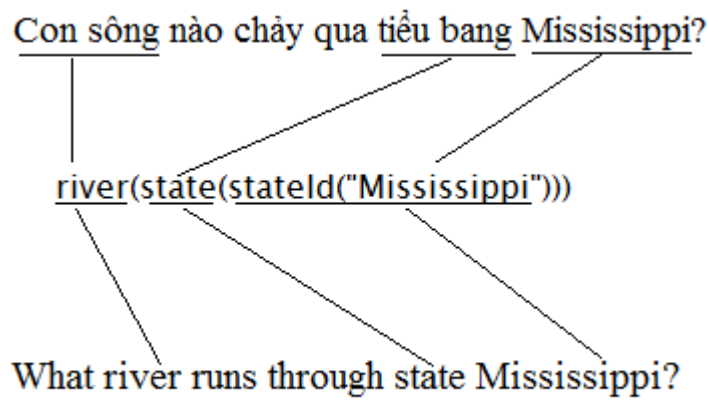 Con sông nào chảy qua tiểu bang Mississippi?
river(state(stateId("Mississippi")))
What river runs through state Mississippi?